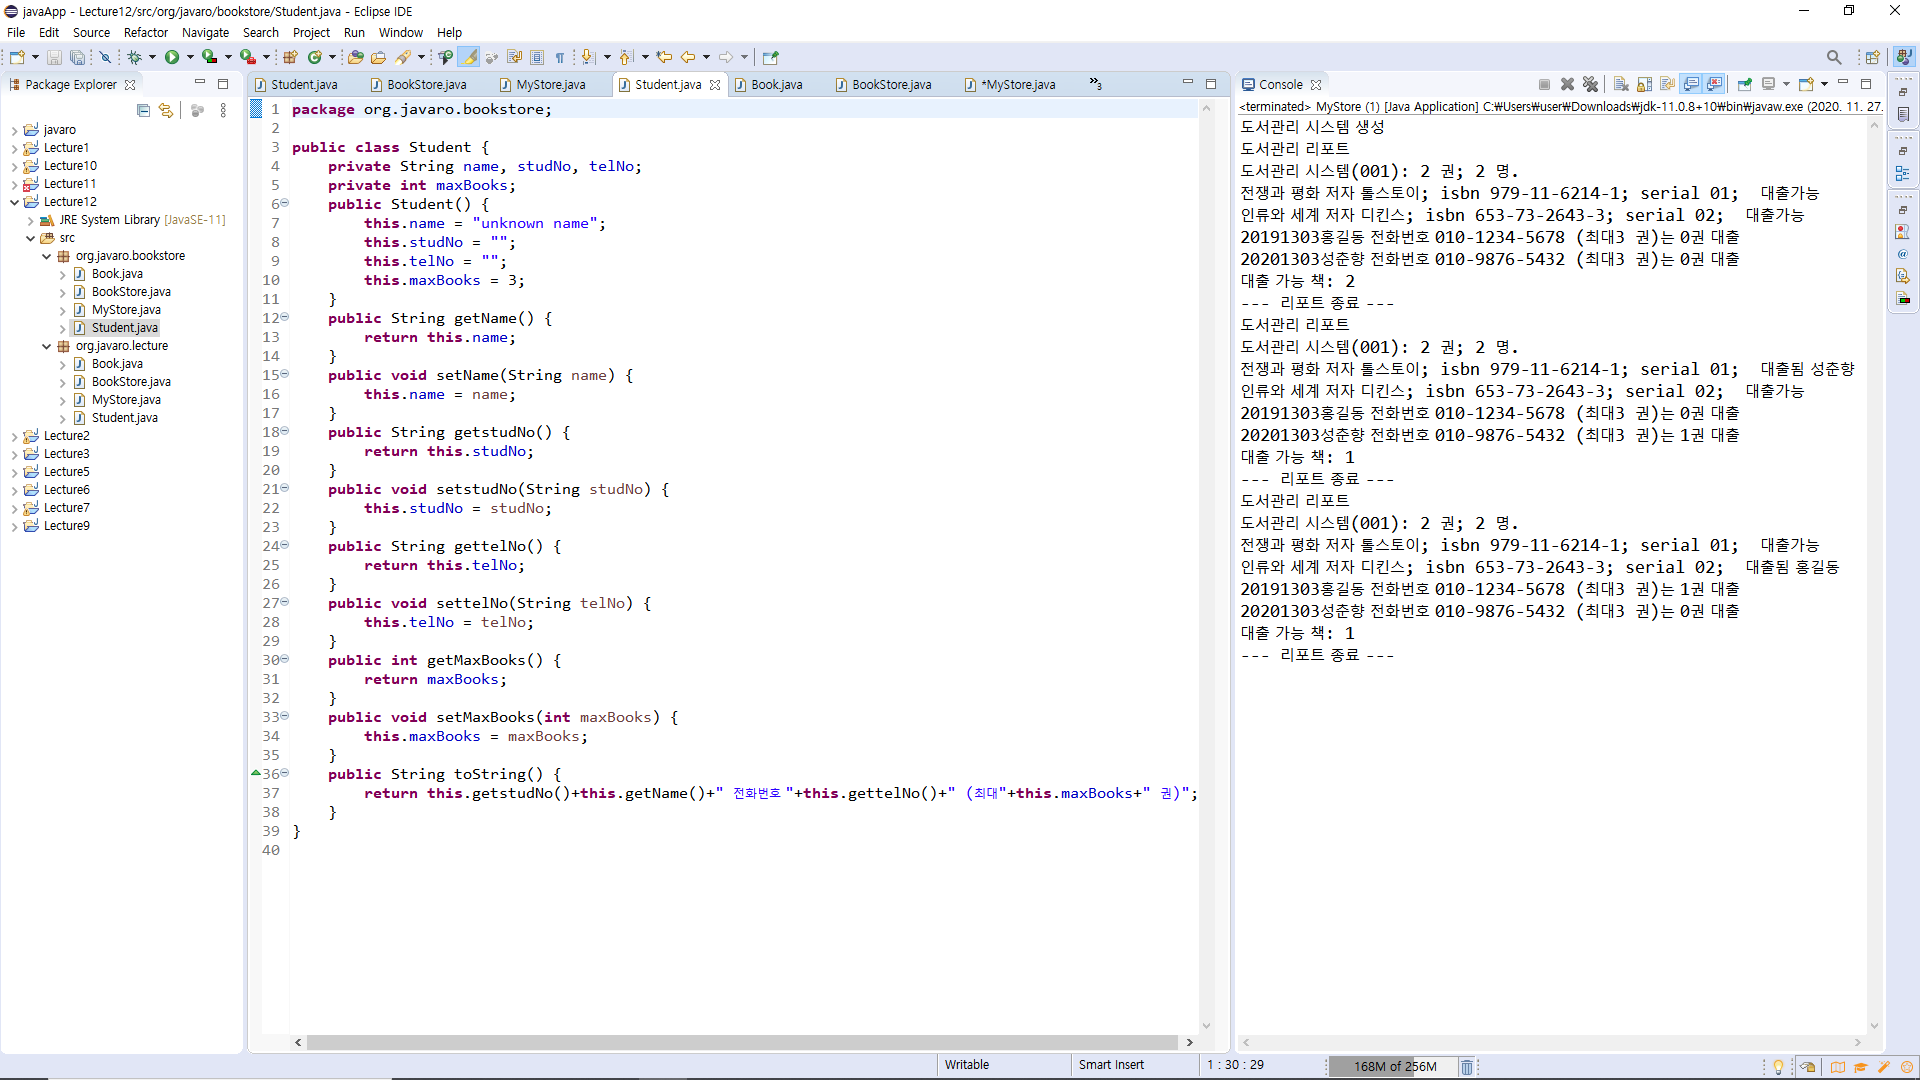 javaApp - Lecture12/src/org/javaro/bookstore/Student.java - Eclipse IDE
File Edit Source Refactor Navigate Search Project Run Window Help
Package Explorer
javaro
Lecture1
Lecture10
Lecture11
Lecture12
JRE System Library [JavaSE-11]
src
org.javaro.bookstore
Book.java
BookStore.java
MyStore.java
Student.java
org.javaro.lecture
Book.java
BookStore.java
MyStore.java
Student.java
Lecture2
Lecture3
Lecture5
Lecture6
Lecture7
Lecture9
Student.java BookStore.java MyStore.java Student.java Book.java BookStore.java *MyStore.java »3
1 package org.javaro.bookstore;
2
3 public class Student {
4 private String name, studNo, telNo;
5 private int maxBooks;
6 public Student() {
7 this.name = "unknown name";
8 this.studNo = "";
9 this.telNo = "";
10 this.maxBooks = 3;
11 }
12 public String getName() {
13 return this.name;
14 }
15 public void setName(String name) {
16 this.name = name;
17 }
18 public String getstudNo() {
19 return this.studNo;
20 }
21 public void setstudNo(String studNo) {
22 this.studNo = studNo;
23 }
24 public String gettelNo() {
25 return this.telNo;
26 }
27 public void settelNo(String telNo) {
28 this.telNo = telNo;
29 }
30 public int getMaxBooks() {
31 return maxBooks;
32 }
33 public void setMaxBooks(int maxBooks) {
34 this.maxBooks = maxBooks;
35 }
36 public String toString() {
37 return this.getstudNo()+this.getName()+" 전화번호 "+this.gettelNo()+" (최대"+this.maxBooks+" 권)";
38 }
39 }
40
Console
<terminated> MyStore (1) [Java Application] C:₩Users₩user₩Downloads₩jdk-11.0.8+10₩bin₩javaw.exe (2020. 11. 27.
도서관리 시스템 생성
도서관리 리포트
도서관리 시스템(001): 2 권; 2 명.
전쟁과 평화 저자 톨스토이; isbn 979-11-6214-1; serial 01; 대출가능
인류와 세계 저자 디킨스; isbn 653-73-2643-3; serial 02; 대출가능
20191303홍길동 전화번호 010-1234-5678 (최대3 권)는 0권 대출
20201303성춘향 전화번호 010-9876-5432 (최대3 권)는 0권 대출
대출 가능 책: 2
--- 리포트 종료 ---
도서관리 리포트
도서관리 시스템(001): 2 권; 2 명.
전쟁과 평화 저자 톨스토이; isbn 979-11-6214-1; serial 01; 대출됨 성춘향
인류와 세계 저자 디킨스; isbn 653-73-2643-3; serial 02; 대출가능
20191303홍길동 전화번호 010-1234-5678 (최대3 권)는 0권 대출
20201303성춘향 전화번호 010-9876-5432 (최대3 권)는 1권 대출
대출 가능 책: 1
--- 리포트 종료 ---
도서관리 리포트
도서관리 시스템(001): 2 권; 2 명.
전쟁과 평화 저자 톨스토이; isbn 979-11-6214-1; serial 01; 대출가능
인류와 세계 저자 디킨스; isbn 653-73-2643-3; serial 02; 대출됨 홍길동
20191303홍길동 전화번호 010-1234-5678 (최대3 권)는 1권 대출
20201303성춘향 전화번호 010-9876-5432 (최대3 권)는 0권 대출
대출 가능 책: 1
--- 리포트 종료 ---
Writable Smart Insert 1 : 30 : 29 168M of 256M